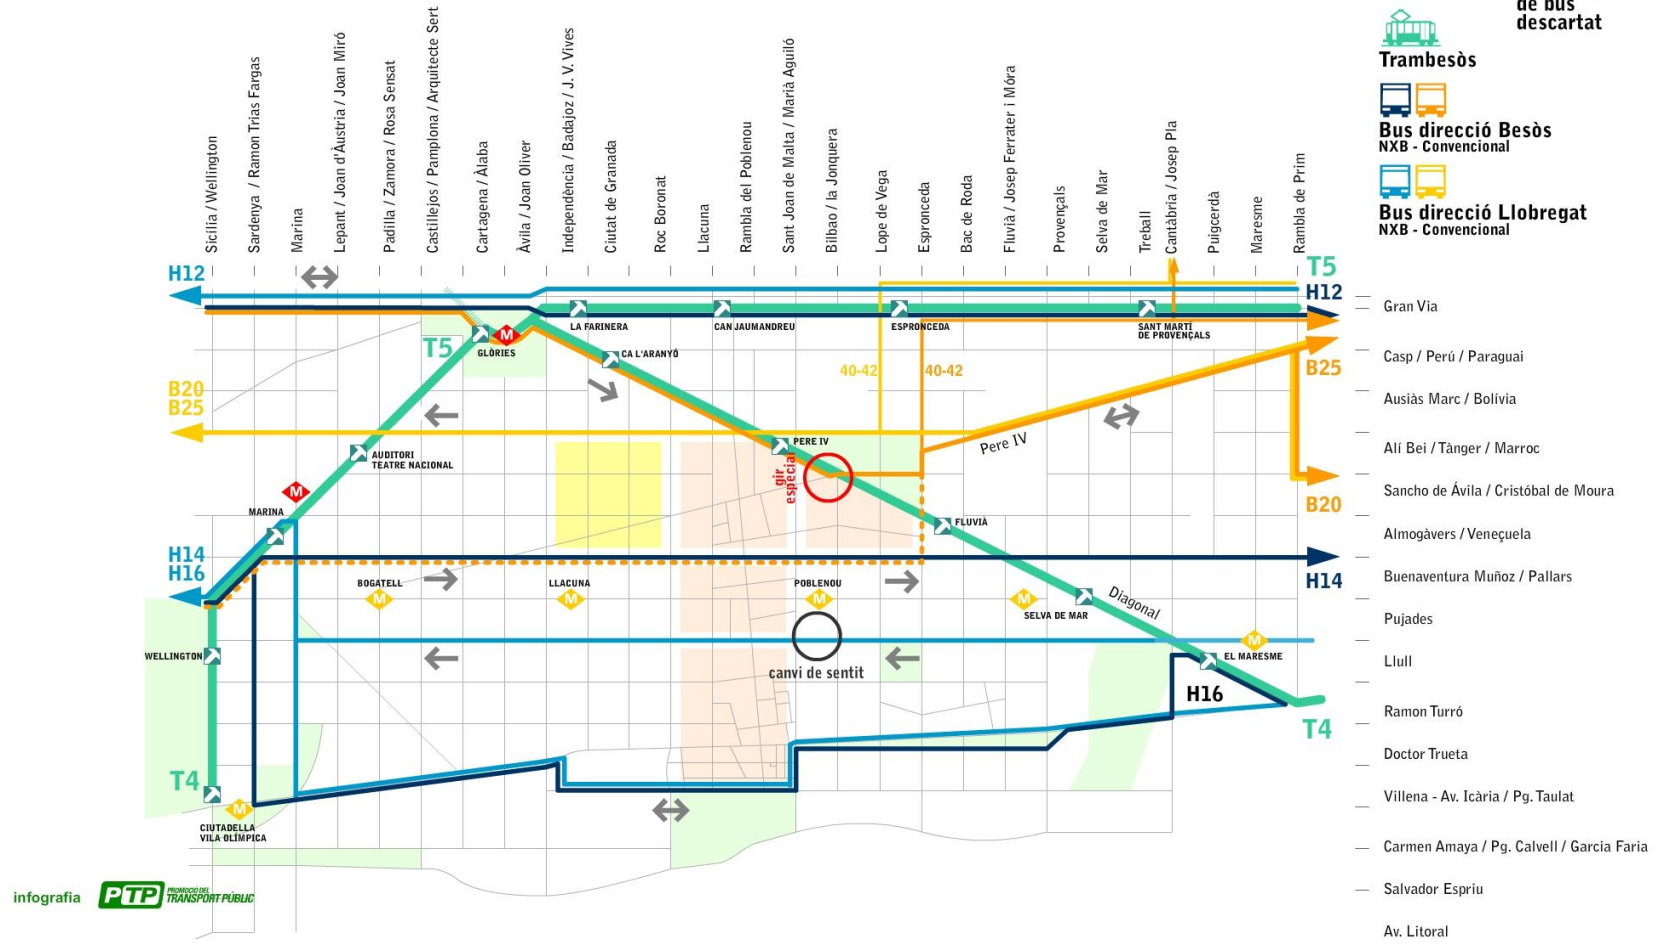 de bus
descartat
Trambesòs
Bus direcció Besòs
NXB - Convencional
Bus direcció Llobregat
NXB - Convencional
Sicília / Wellington
Sardenya / Ramon Trias Fargas
Marina
Lepant / Joan d'Àustria / Joan Miró
Padilla / Zamora / Rosa Sensat
Castillejos / Pamplona / Arquitecte Sert
Cartagena / Àlaba
Àvila / Joan Oliver
Independència / Badajoz / J. V. Vives
Ciutat de Granada
Roc Boronat
Llacuna
Rambla del Poblenou
Sant Joan de Malta / Marià Aguiló
Bilbao / la Jonquera
Lope de Vega
Espronceda
Bac de Roda
Fluvià / Josep Ferrater i Móra
Provençals
Selva de Mar
Treball
Cantàbria / Josep Pla
Puigcerdà
Maresme
Rambla de Prim
H12
T5
H12
Gran Via
LA FARINERA
CAN JAUMANDREU
ESPRONCEDA
SANT MARTÍ
DE PROVENÇALS
T5
M
GLÒRIES
CA L'ARANYÓ
Casp / Perú / Paraguai
B20
B25
40-42
40-42
B25
Ausiàs Marc / Bolívia
PERE IV
Pere IV
Alí Bei / Tànger / Marroc
AUDITORI
TEATRE NACIONAL
gir
especial
M
Sancho de Ávila / Cristóbal de Moura
B20
MARINA
FLUVIÀ
Almogàvers / Veneçuela
H14
H16
H14
Buenaventura Muñoz / Pallars
BOGATELL
M
LLACUNA
M
POBLENOU
M
M
SELVA DE MAR
Diagonal
Pujades
M
WELLINGTON
EL MARESME
Llull
canvi de sentit
H16
Ramon Turró
T4
Doctor Trueta
T4
M
CIUTADELLA
VILA OLÍMPICA
Villena - Av. Icària / Pg. Taulat
Carmen Amaya / Pg. Calvell / Garcia Faria
Salvador Espriu
Av. Litoral
infografia
PTP
PROMOCIÓ DEL
TRANSPORT PÚBLIC